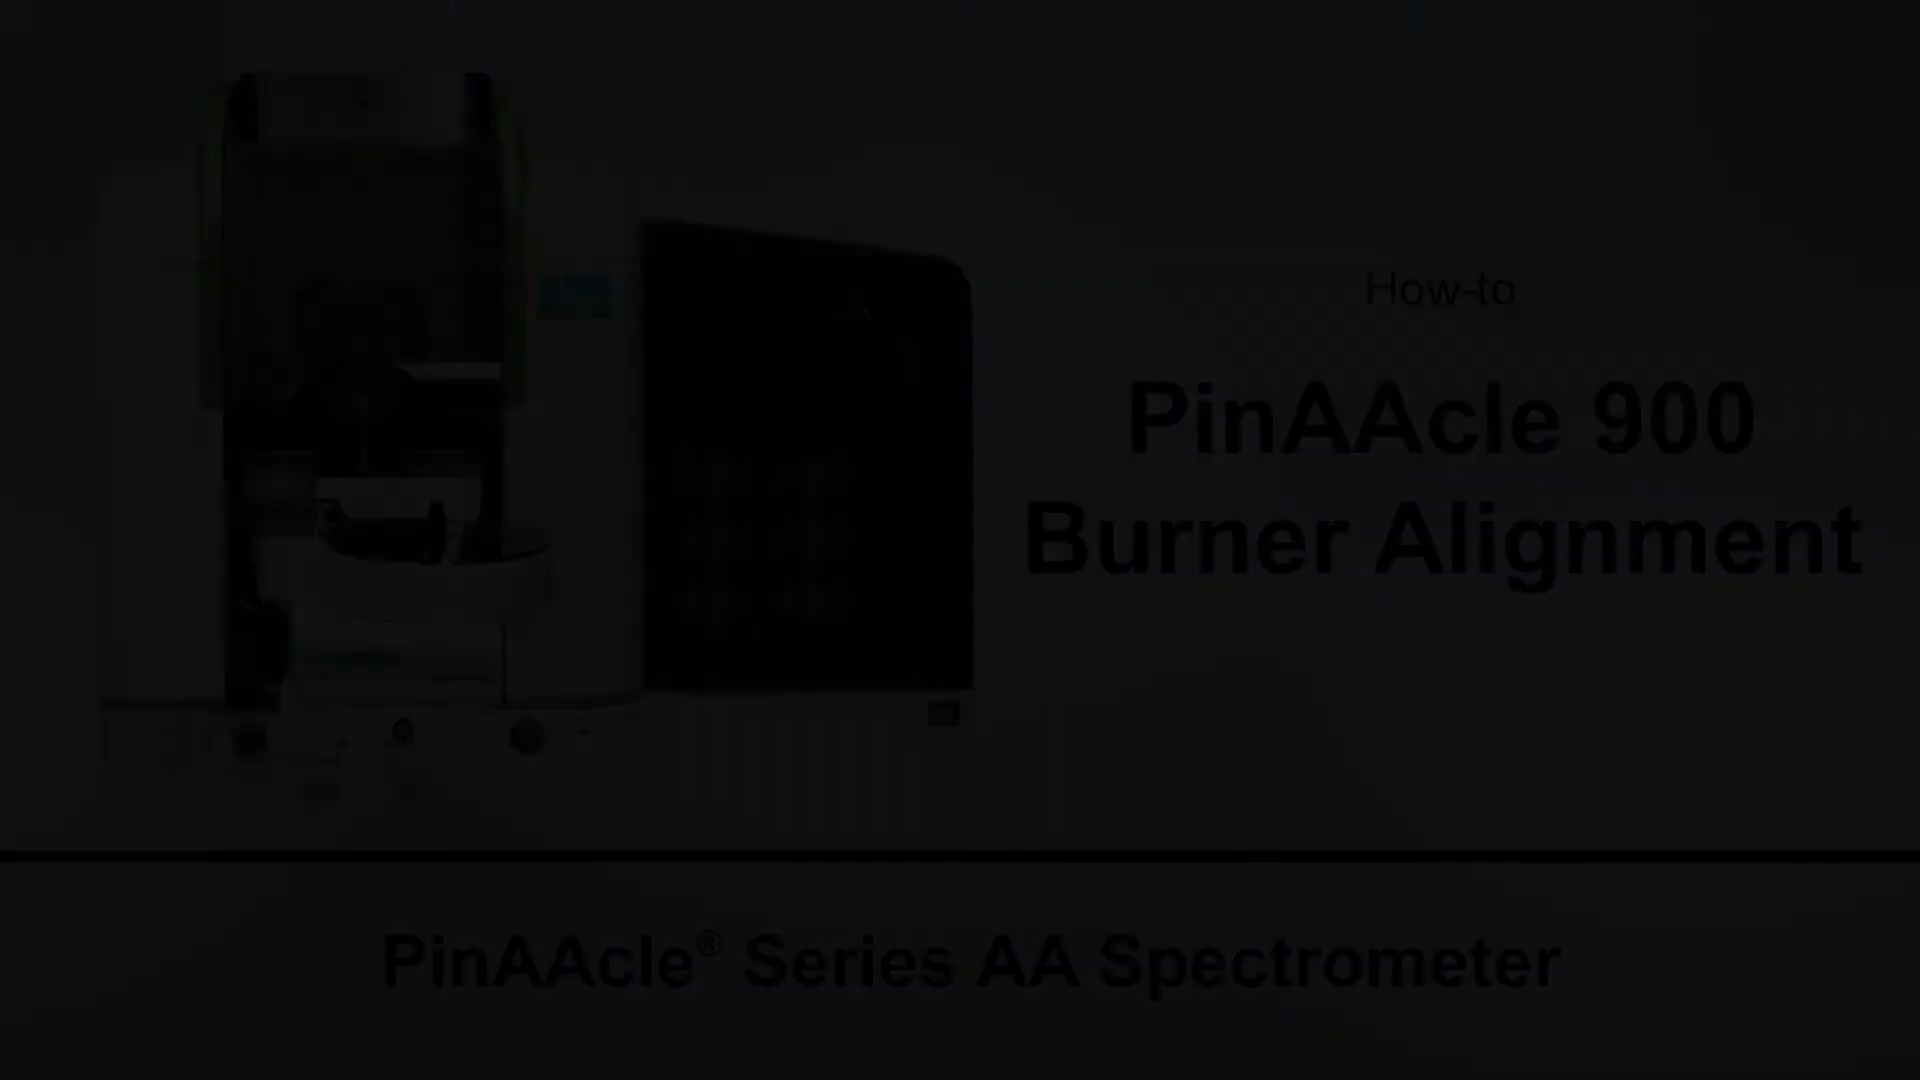 How-to
PinAAcle 900
Burner Alignment
PinAAcle® Series AA Spectrometer